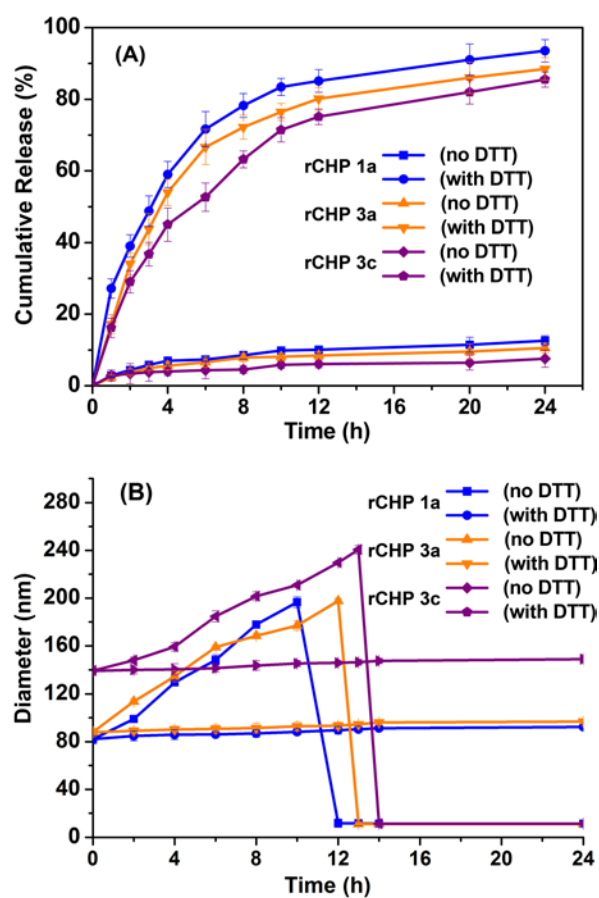 (A)
100
80
60
40
20
0
Cumulative Release (%)
rCHP 1a
(no DTT)
(with DTT)
rCHP 3a
(no DTT)
(with DTT)
rCHP 3c
(no DTT)
(with DTT)
0 4 8 12 16 20 24
Time (h)
(B)
280
240
200
160
120
80
40
0
Diameter (nm)
rCHP 1a
(no DTT)
(with DTT)
rCHP 3a
(no DTT)
(with DTT)
rCHP 3c
(no DTT)
(with DTT)
0 4 8 12 16 20 24
Time (h)